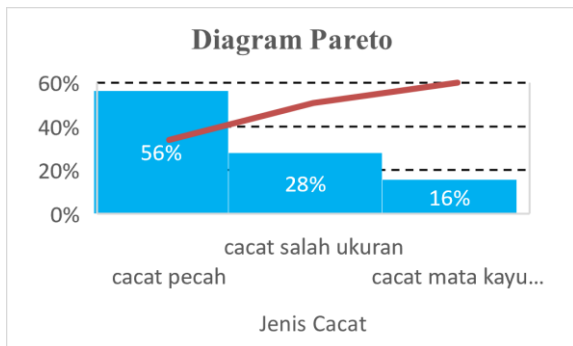 Diagram Pareto
60%
40%
20%
0%
56%
28%
16%
cacat salah ukuran
cacat pecah cacat mata kayu...
Jenis Cacat